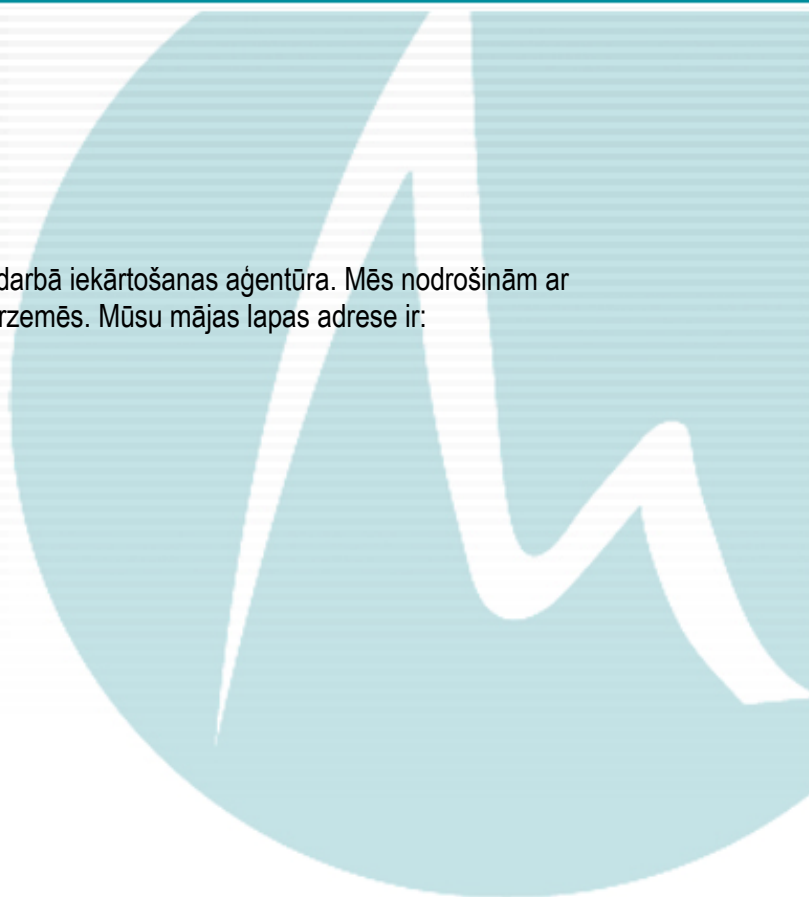 darbā iekārtošanas aģentūra. Mēs nodrošinām ar
rzemēs. Mūsu mājas lapas adrese ir: